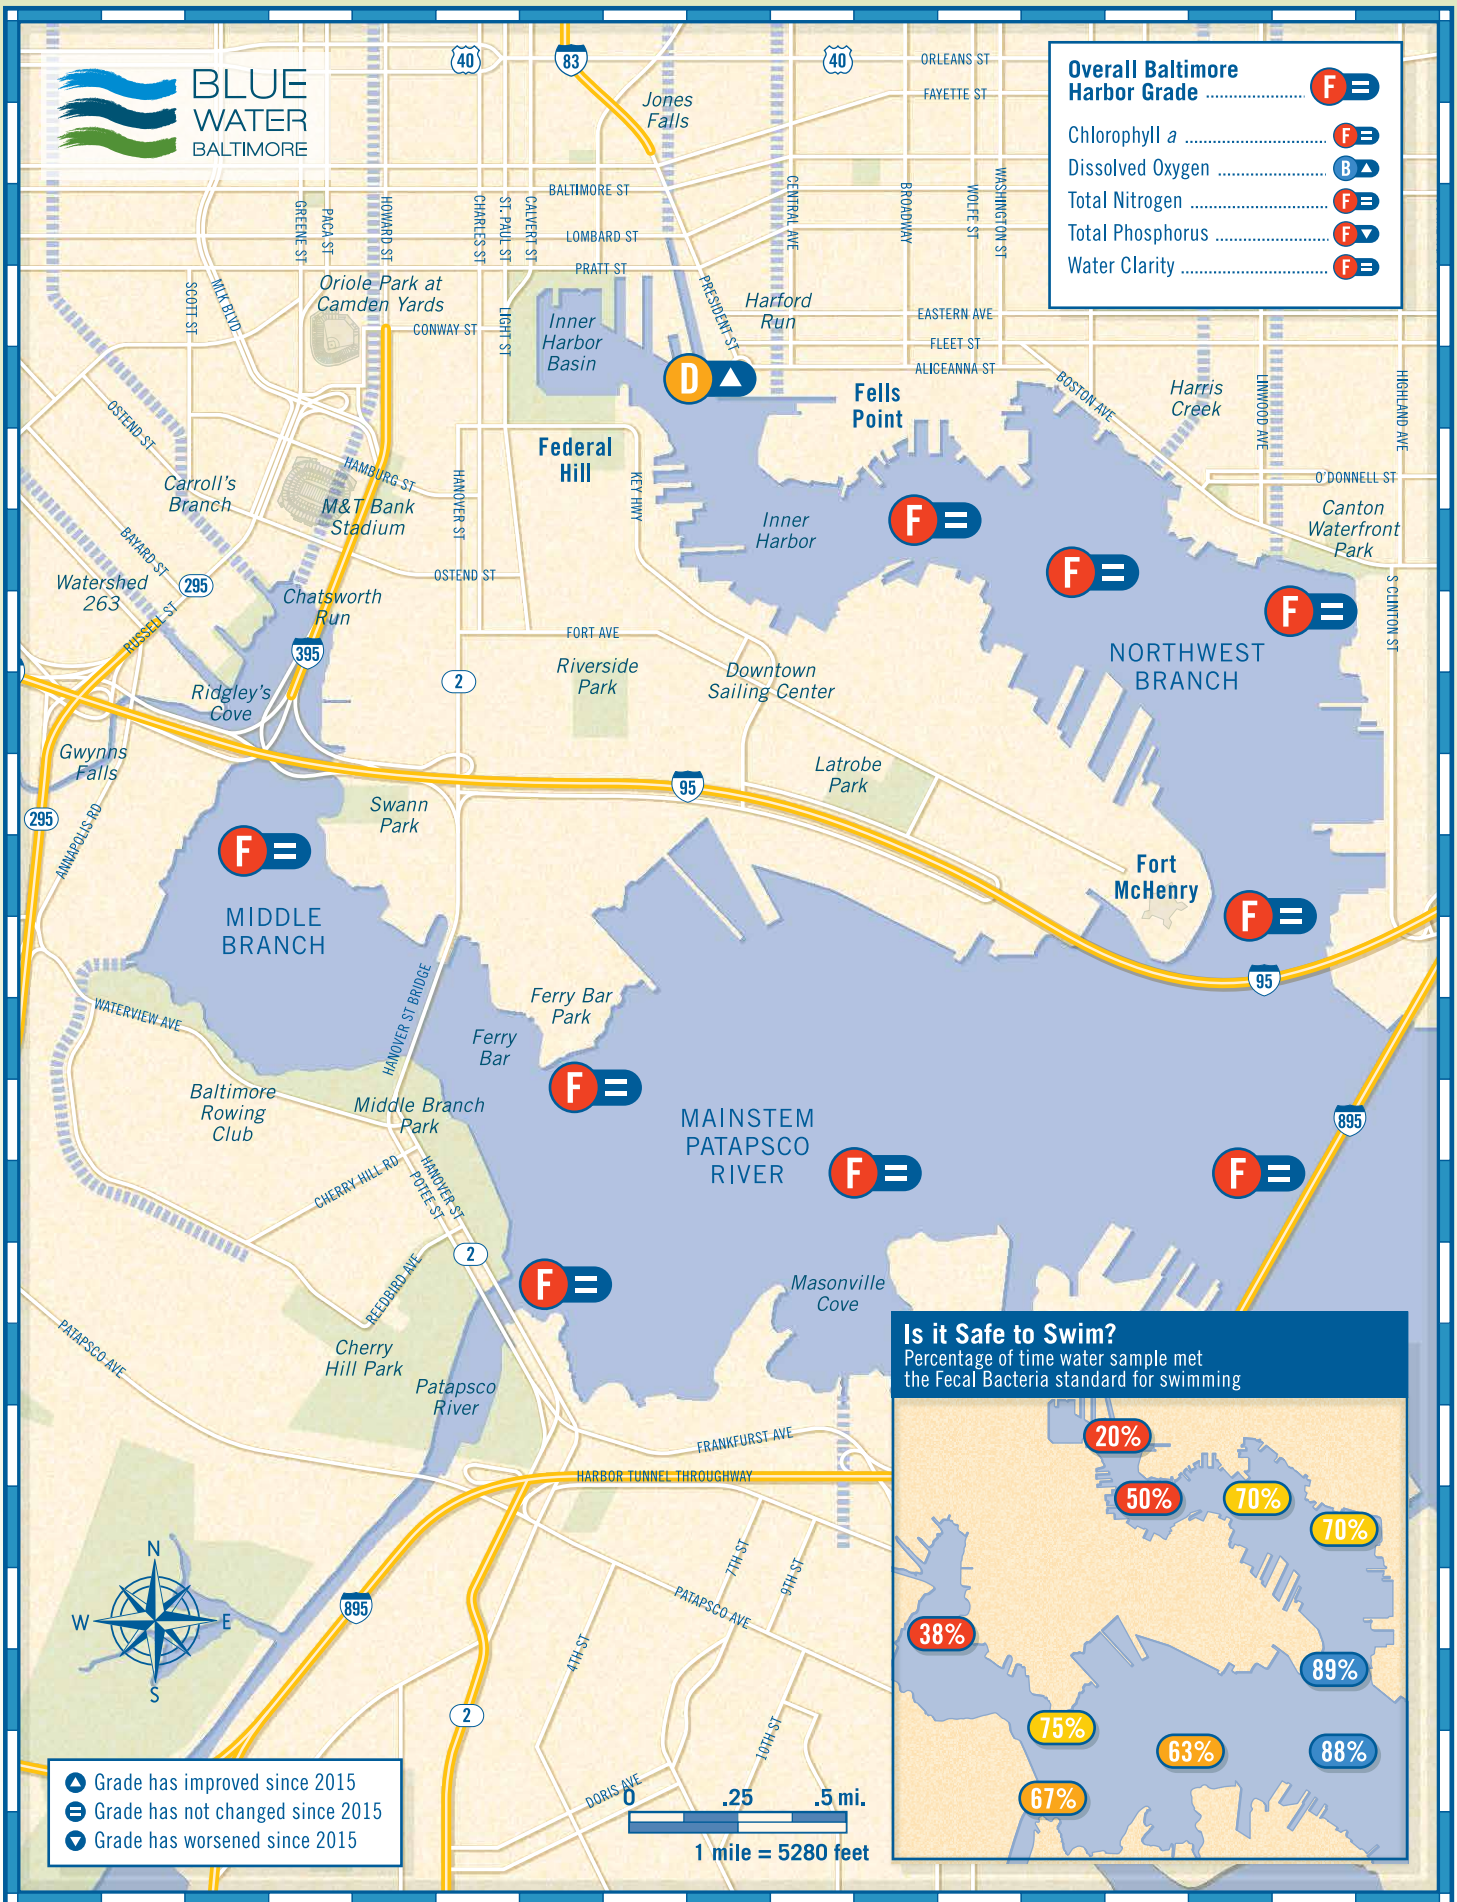 BLUE
WATER
BALTIMORE
40
83
40
ORLEANS ST
FAYETTE ST
Jones
Falls
Overall Baltimore
Harbor Grade ................ F =
Chlorophyll a ................ F =
Dissolved Oxygen ................ B ▲
Total Nitrogen ................ F =
Total Phosphorus ................ F ▼
Water Clarity ................ F =
BALTIMORE ST
LOMBARD ST
PRATT ST
GREENE ST
PACA ST
HOWARD ST
CHARLES ST
ST. PAUL ST
CALVERT ST
CENTRAL AVE
BROADWAY
WOLFE ST
WASHINGTON ST
SCOTT ST
MLK BLVD
Oriole Park at
Camden Yards
CONWAY ST
LIGHT ST
Inner
Harbor
Basin
PRESIDENT ST
Harford
Run
EASTERN AVE
FLEET ST
ALICEANNA ST
D ▲
Fells
Point
BOSTON AVE
Harris
Creek
LINWOOD AVE
HIGHLAND AVE
OSTEND ST
Federal
Hill
Carroll's
Branch
HAMBURG ST
M&T Bank
Stadium
HANOVER ST
KEY HWY
Inner
Harbor
F =
O'DONNELL ST
Canton
Waterfront
Park
BAYARD ST
Watershed
263
295
RUSSELL ST
Chatsworth
Run
OSTEND ST
F =
F =
S CLINTON ST
395
FORT AVE
2
Riverside
Park
Downtown
Sailing Center
NORTHWEST
BRANCH
Ridgley's
Cove
Gwynns
Falls
295
ANNAPOLIS RD
Swann
Park
95
Latrobe
Park
F =
Fort
McHenry
F =
MIDDLE
BRANCH
95
WATERVIEW AVE
HANOVER ST BRIDGE
Ferry Bar
Park
Ferry
Bar
Baltimore
Rowing
Club
Middle Branch
Park
F =
MAINSTEM
PATAPSCO
RIVER
F =
F =
895
CHERRY HILL RD
HANOVER ST
POTEE ST
2
REEDBIRD AVE
F =
Masonville
Cove
PATAPSCO AVE
Cherry
Hill Park
Patapsco
River
FRANKFURST AVE
HARBOR TUNNEL THROUGHWAY
Is it Safe to Swim?
Percentage of time water sample met
the Fecal Bacteria standard for swimming
20%
50%
70%
70%
38%
89%
75%
63%
88%
67%
N
W
E
S
895
7TH ST
9TH ST
PATAPSCO AVE
4TH ST
10TH ST
2
DORIS AVE
▲ Grade has improved since 2015
= Grade has not changed since 2015
▼ Grade has worsened since 2015
0 .25 .5 mi.
1 mile = 5280 feet